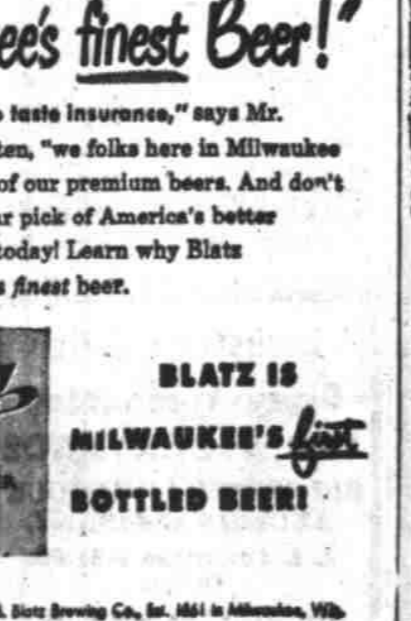 ee's finest Beer!"
taste insurance," says Mr.
ten, "we folks here in Milwaukee
of our premium beers. And don't
r pick of America's better
today! Learn why Blatz
s finest beer.
BLATZ IS
MILWAUKEE'S first
BOTTLED BEER!
Blatz Brewing Co., Est. 1851 in Milwaukee, Wis.